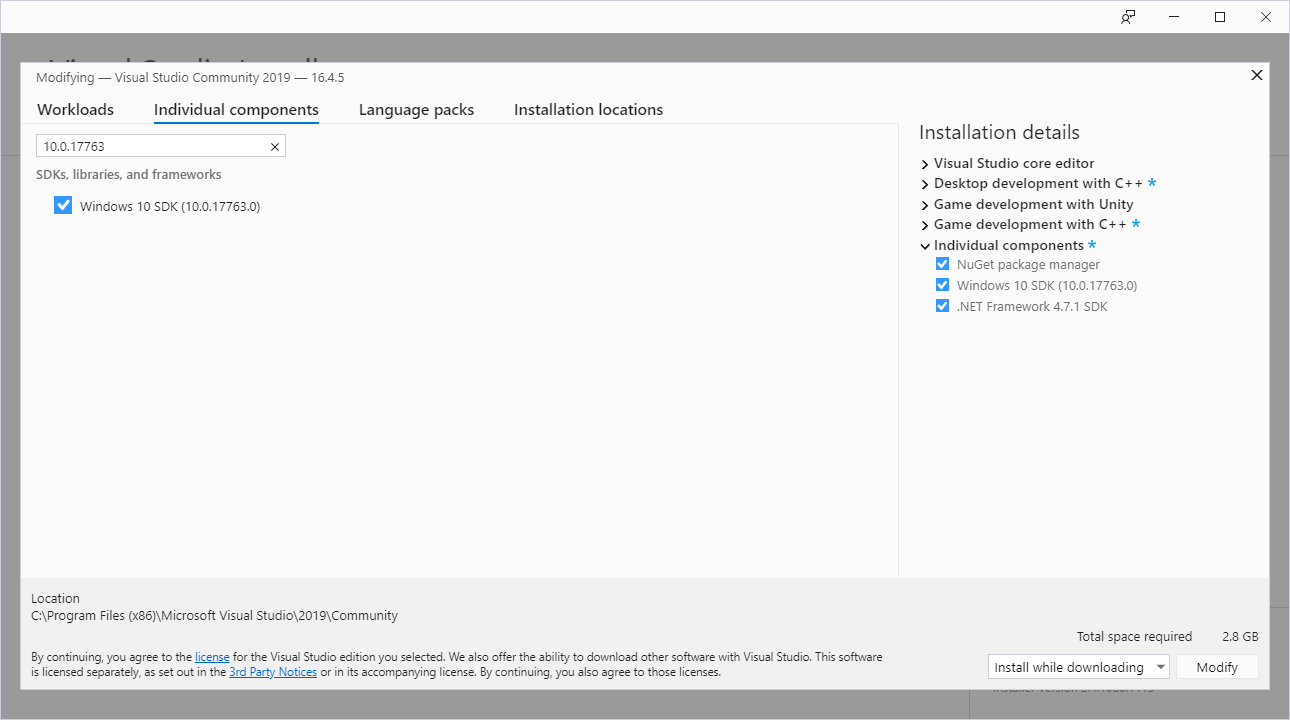 Modifying — Visual Studio Community 2019 — 16.4.5
Workloads
Individual components
Language packs
Installation locations
10.0.17763
SDKs, libraries, and frameworks
Windows 10 SDK (10.0.17763.0)
Installation details
Visual Studio core editor
Desktop development with C++ *
Game development with Unity
Game development with C++ *
Individual components *
NuGet package manager
Windows 10 SDK (10.0.17763.0)
.NET Framework 4.7.1 SDK
Location
C:\Program Files (x86)\Microsoft Visual Studio\2019\Community
Total space required 2.8 GB
By continuing, you agree to the license for the Visual Studio edition you selected. We also offer the ability to download other software with Visual Studio. This software
is licensed separately, as set out in the 3rd Party Notices or in its accompanying license. By continuing, you also agree to those licenses.
Install while downloading
Modify